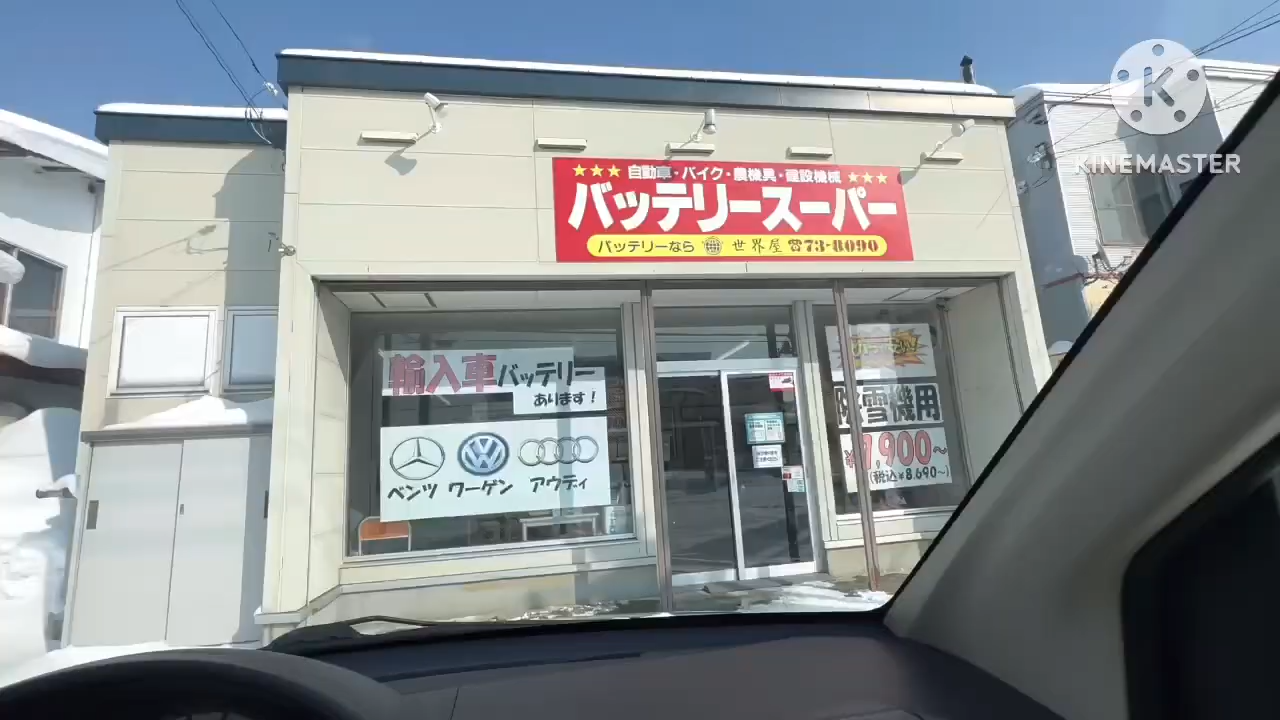 ★★★ 自動車・バイク・農機具・建設機械 ★★★
バッテリースーパー
バッテリーなら 世界屋 ☎73-8090
輸入車バッテリー
あります!
ベンツ ワーゲン アウディ
除雪機用
¥7,900~
(税込¥8,690~)
K
KINEMASTER